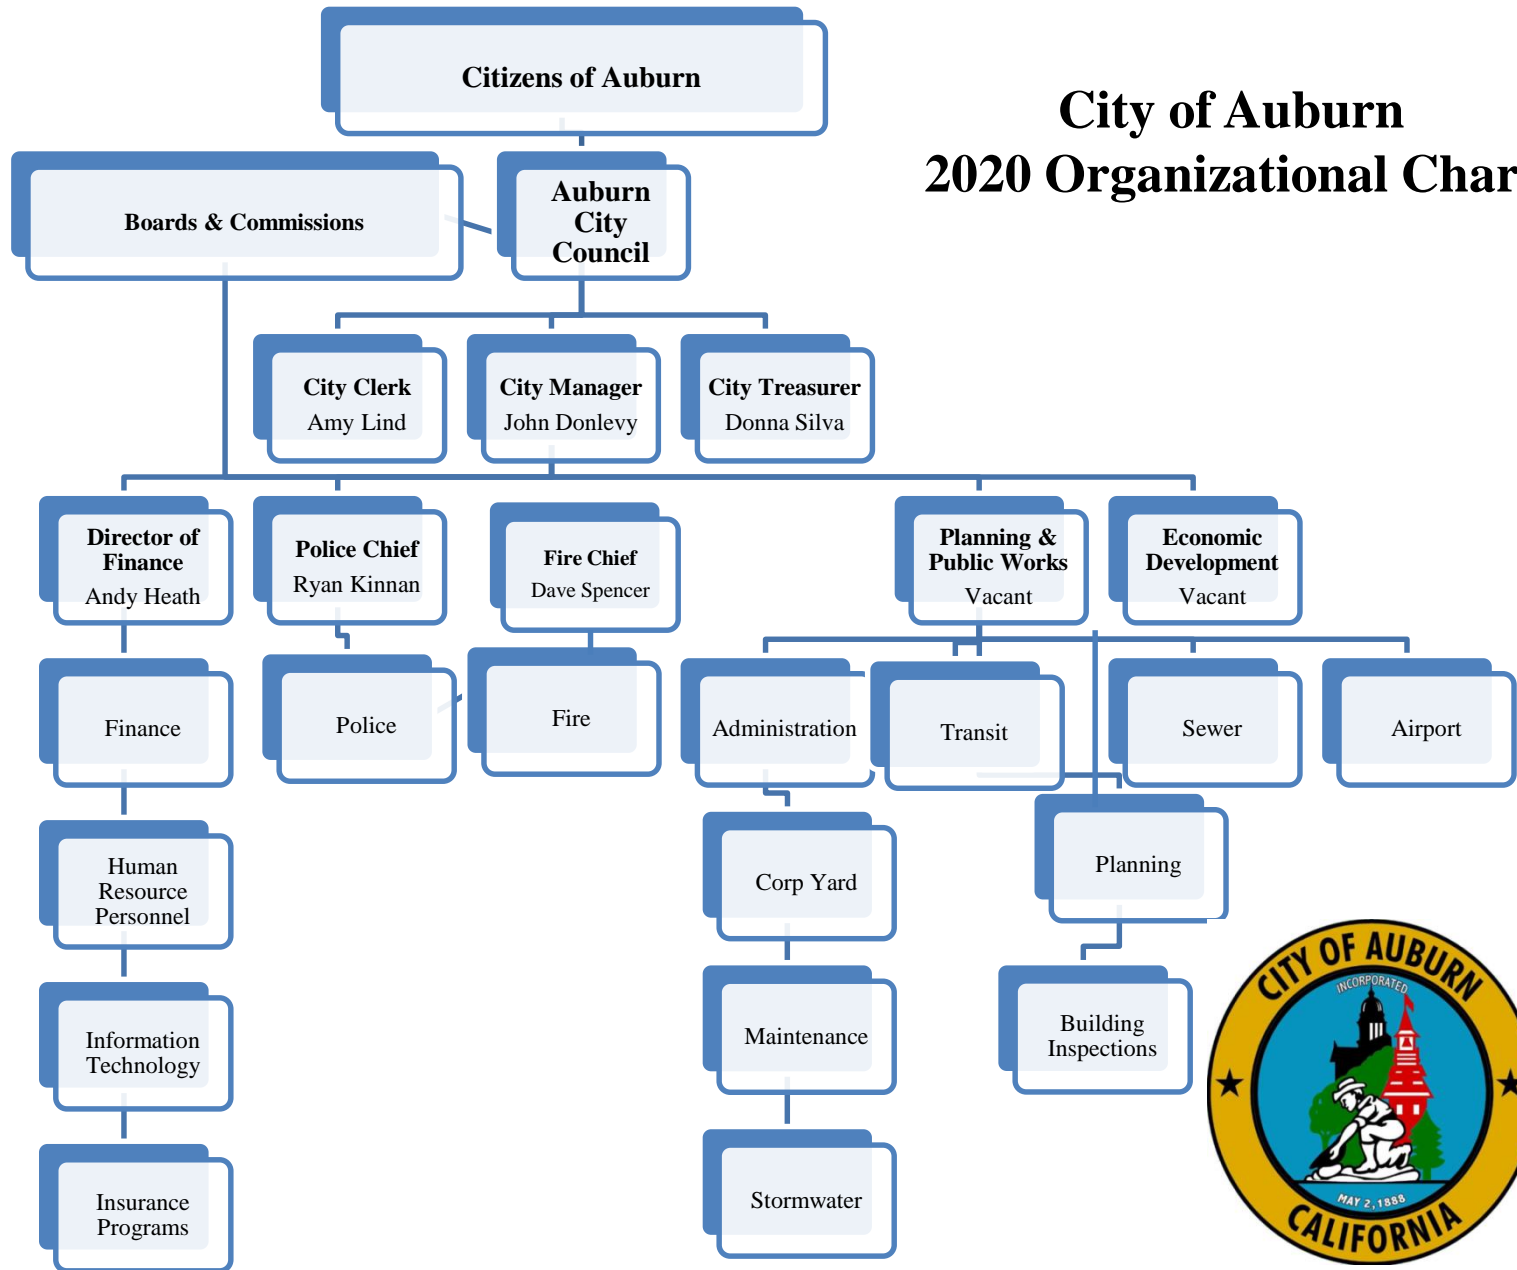 Citizens of Auburn
City of Auburn
2020 Organizational Char
Boards & Commissions
Auburn
City
Council
City Clerk
Amy Lind
City Manager
John Donlevy
City Treasurer
Donna Silva
Director of
Finance
Andy Heath
Police Chief
Ryan Kinnan
Fire Chief
Dave Spencer
Planning &
Public Works
Vacant
Economic
Development
Vacant
Finance
Police
Fire
Administration
Transit
Sewer
Airport
Human
Resource
Personnel
Corp Yard
Planning
Information
Technology
Maintenance
Building
Inspections
Insurance
Programs
Stormwater
CITY OF AUBURN
INCORPORATED
MAY 2, 1888
CALIFORNIA